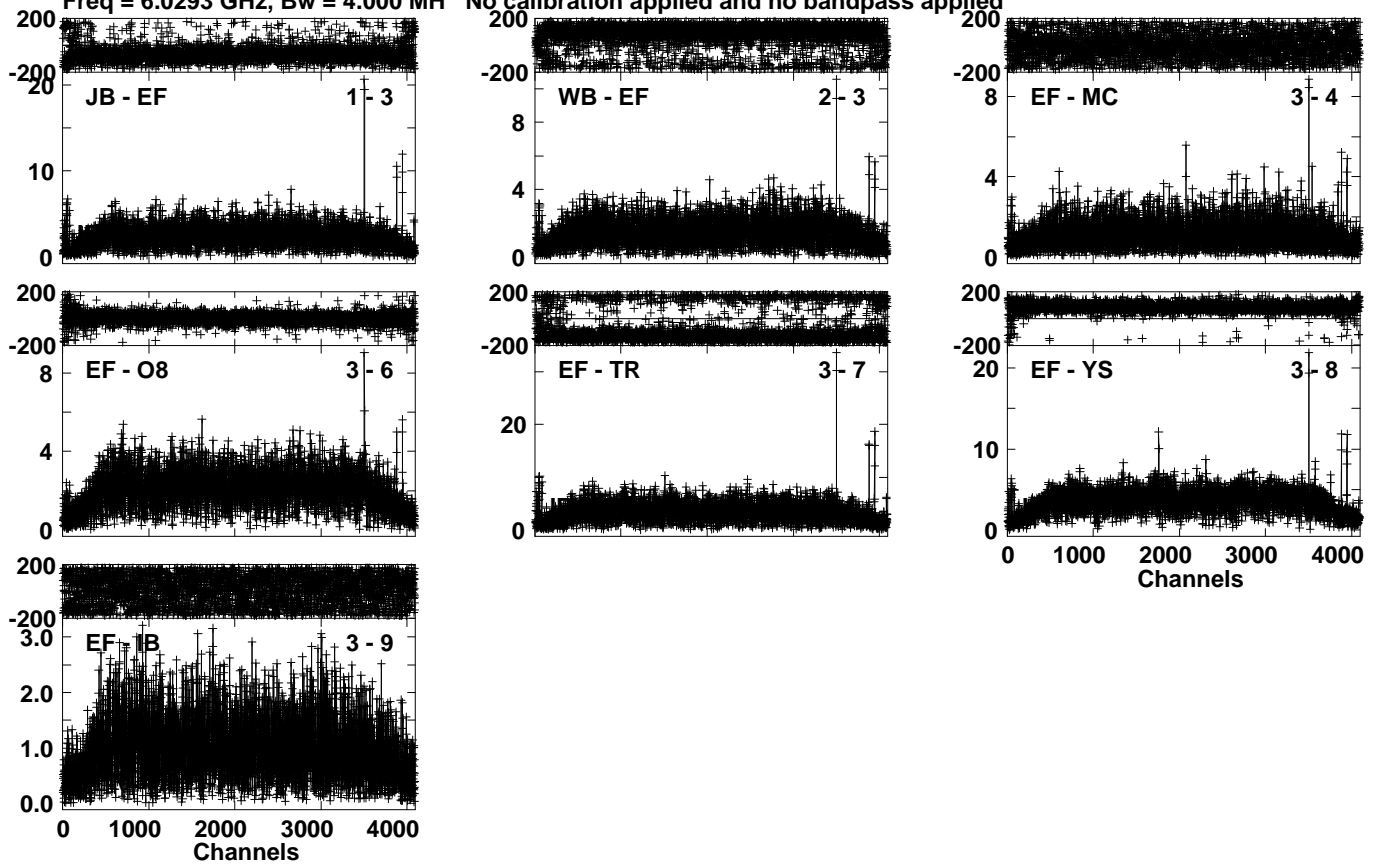 Freq = 6.0293 GHz, Bw = 4.000 MH No calibration applied and no bandpass applied
200 200 200
-200 -200 -200
20
JB - EF 1 - 3 WB - EF 2 - 3 EF - MC 3 - 4
8 8
10
4 4
0 0 0
200 200 200
-200 -200 -200
EF - O8 3 - 6 EF - TR 3 - 7 EF - YS 3 - 8
8 20
20
4 10
0 0 0
0 1000 2000 3000 4000
Channels
200
-200
3.0
EF - IB 3 - 9
2.0
1.0
0.0
0 1000 2000 3000 4000
Channels